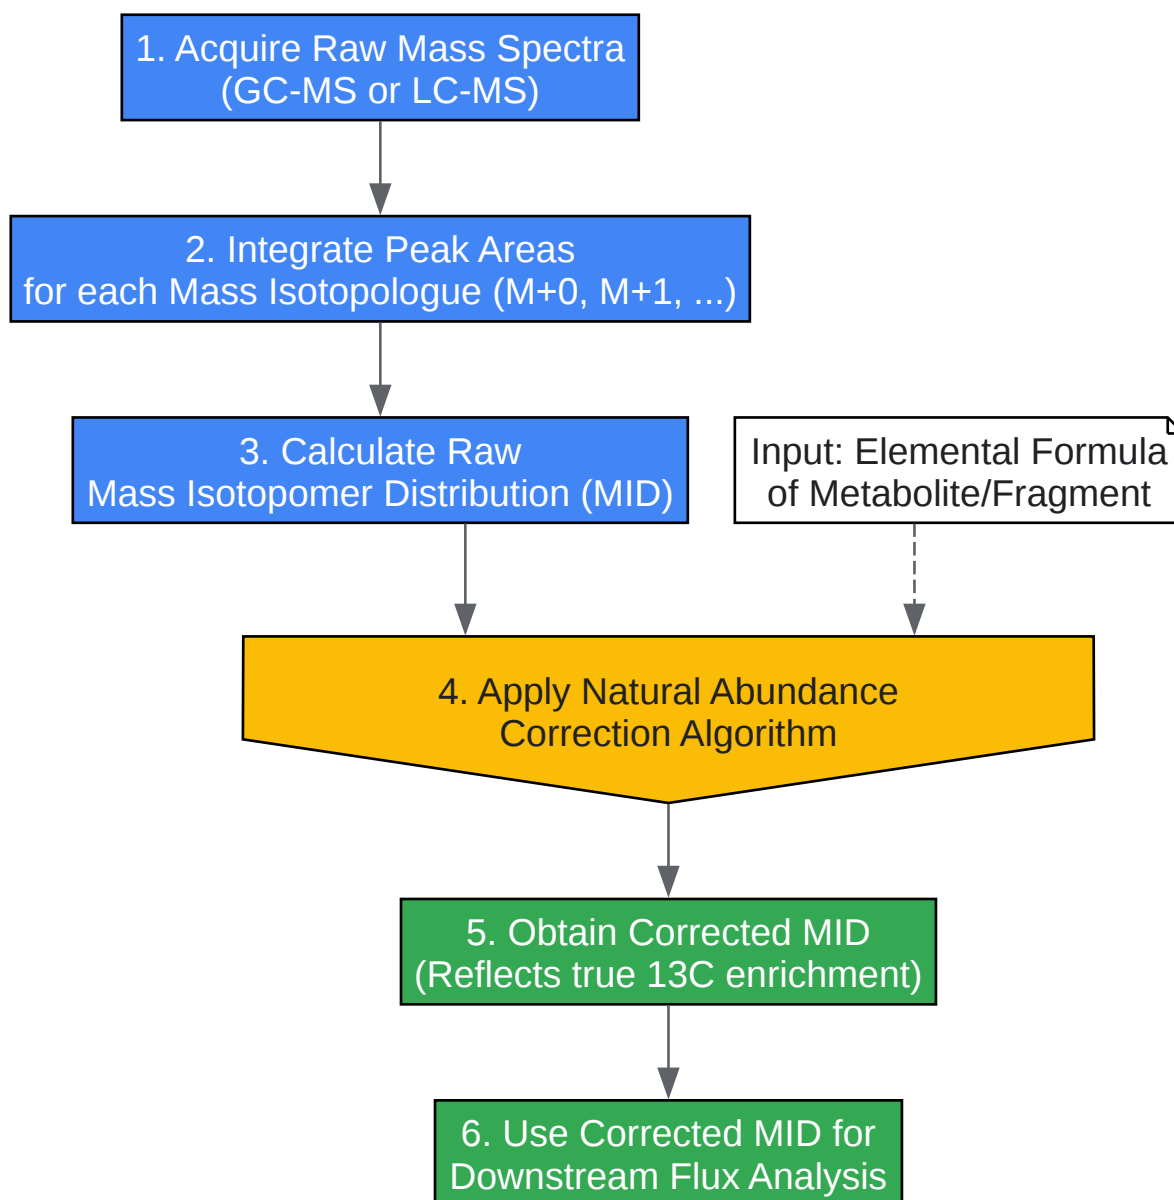 1. Acquire Raw Mass Spectra
(GC-MS or LC-MS)
2. Integrate Peak Areas
for each Mass Isotopologue (M+0, M+1, ...)
3. Calculate Raw
Mass Isotopomer Distribution (MID)
Input: Elemental Formula
of Metabolite/Fragment
4. Apply Natural Abundance
Correction Algorithm
5. Obtain Corrected MID
(Reflects true 13C enrichment)
6. Use Corrected MID for
Downstream Flux Analysis